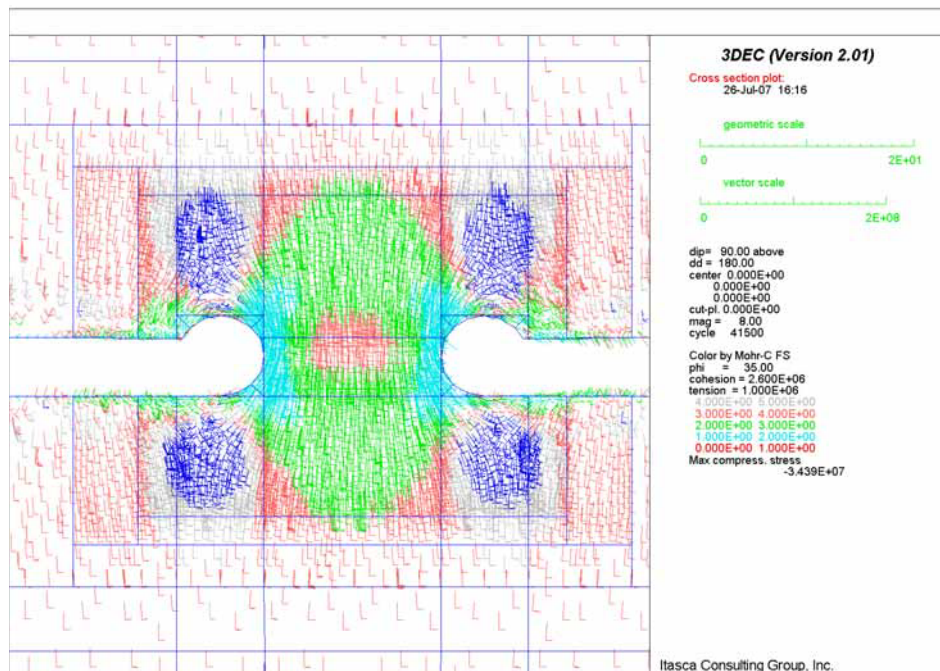 3DEC (Version 2.01)
Cross section plot:
26-Jul-07 16:16
geometric scale
0 2E+01
vector scale
0 2E+08
dip= 90.00 above
dd = 180.00
center 0.000E+00
0.000E+00
0.000E+00
cut-pl. 0.000E+00
mag = 8.00
cycle 41500
Color by Mohr-C FS
phi = 35.00
cohesion = 2.600E+06
tension = 1.000E+06
4.000E+00 5.000E+00
3.000E+00 4.000E+00
2.000E+00 3.000E+00
1.000E+00 2.000E+00
0.000E+00 1.000E+00
Max compress. stress
-3.439E+07
Itasca Consulting Group, Inc.